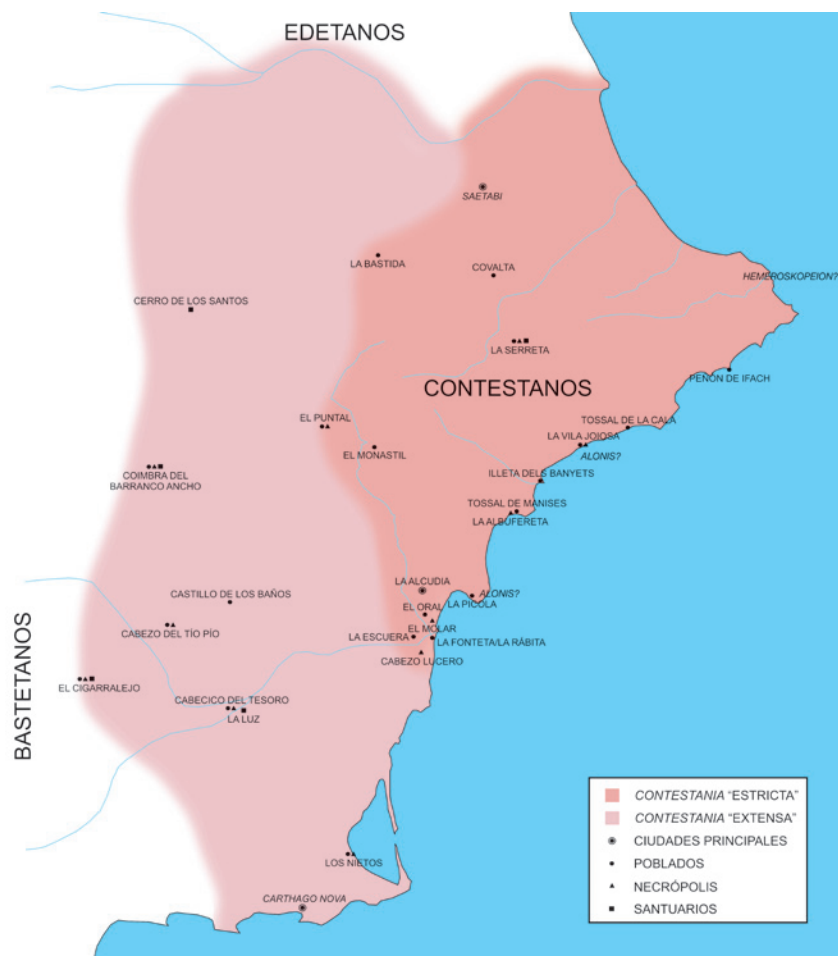 EDETANOS
SAETABI
LA BASTIDA
COVALTA
HEMEROSKOPEION?
CERRO DE LOS SANTOS
LA SERRETA
CONTESTANOS
PEÑÓN DE IFACH
EL PUNTAL
TOSSAL DE LA CALA
LA VILA JOIOSA
ALONIS?
EL MONASTIL
COIMBRA DEL
BARRANCO ANCHO
ILLETA DELS BANYETS
TOSSAL DE MANISES
LA ALBUFERETA
LA ALCUDIA
ALONIS?
CASTILLO DE LOS BAÑOS
LA PICOLA
EL ORAL
CABEZO DEL TÍO PÍO
EL MOLAR
LA ESCUERA
LA FONTETA/LA RÁBITA
CABEZO LUCERO
BASTETANOS
EL CIGARRALEJO
CABECICO DEL TESORO
LA LUZ
LOS NIETOS
CARTHAGO NOVA
CONTESTANIA “ESTRICTA”
CONTESTANIA “EXTENSA”
CIUDADES PRINCIPALES
POBLADOS
NECRÓPOLIS
SANTUARIOS